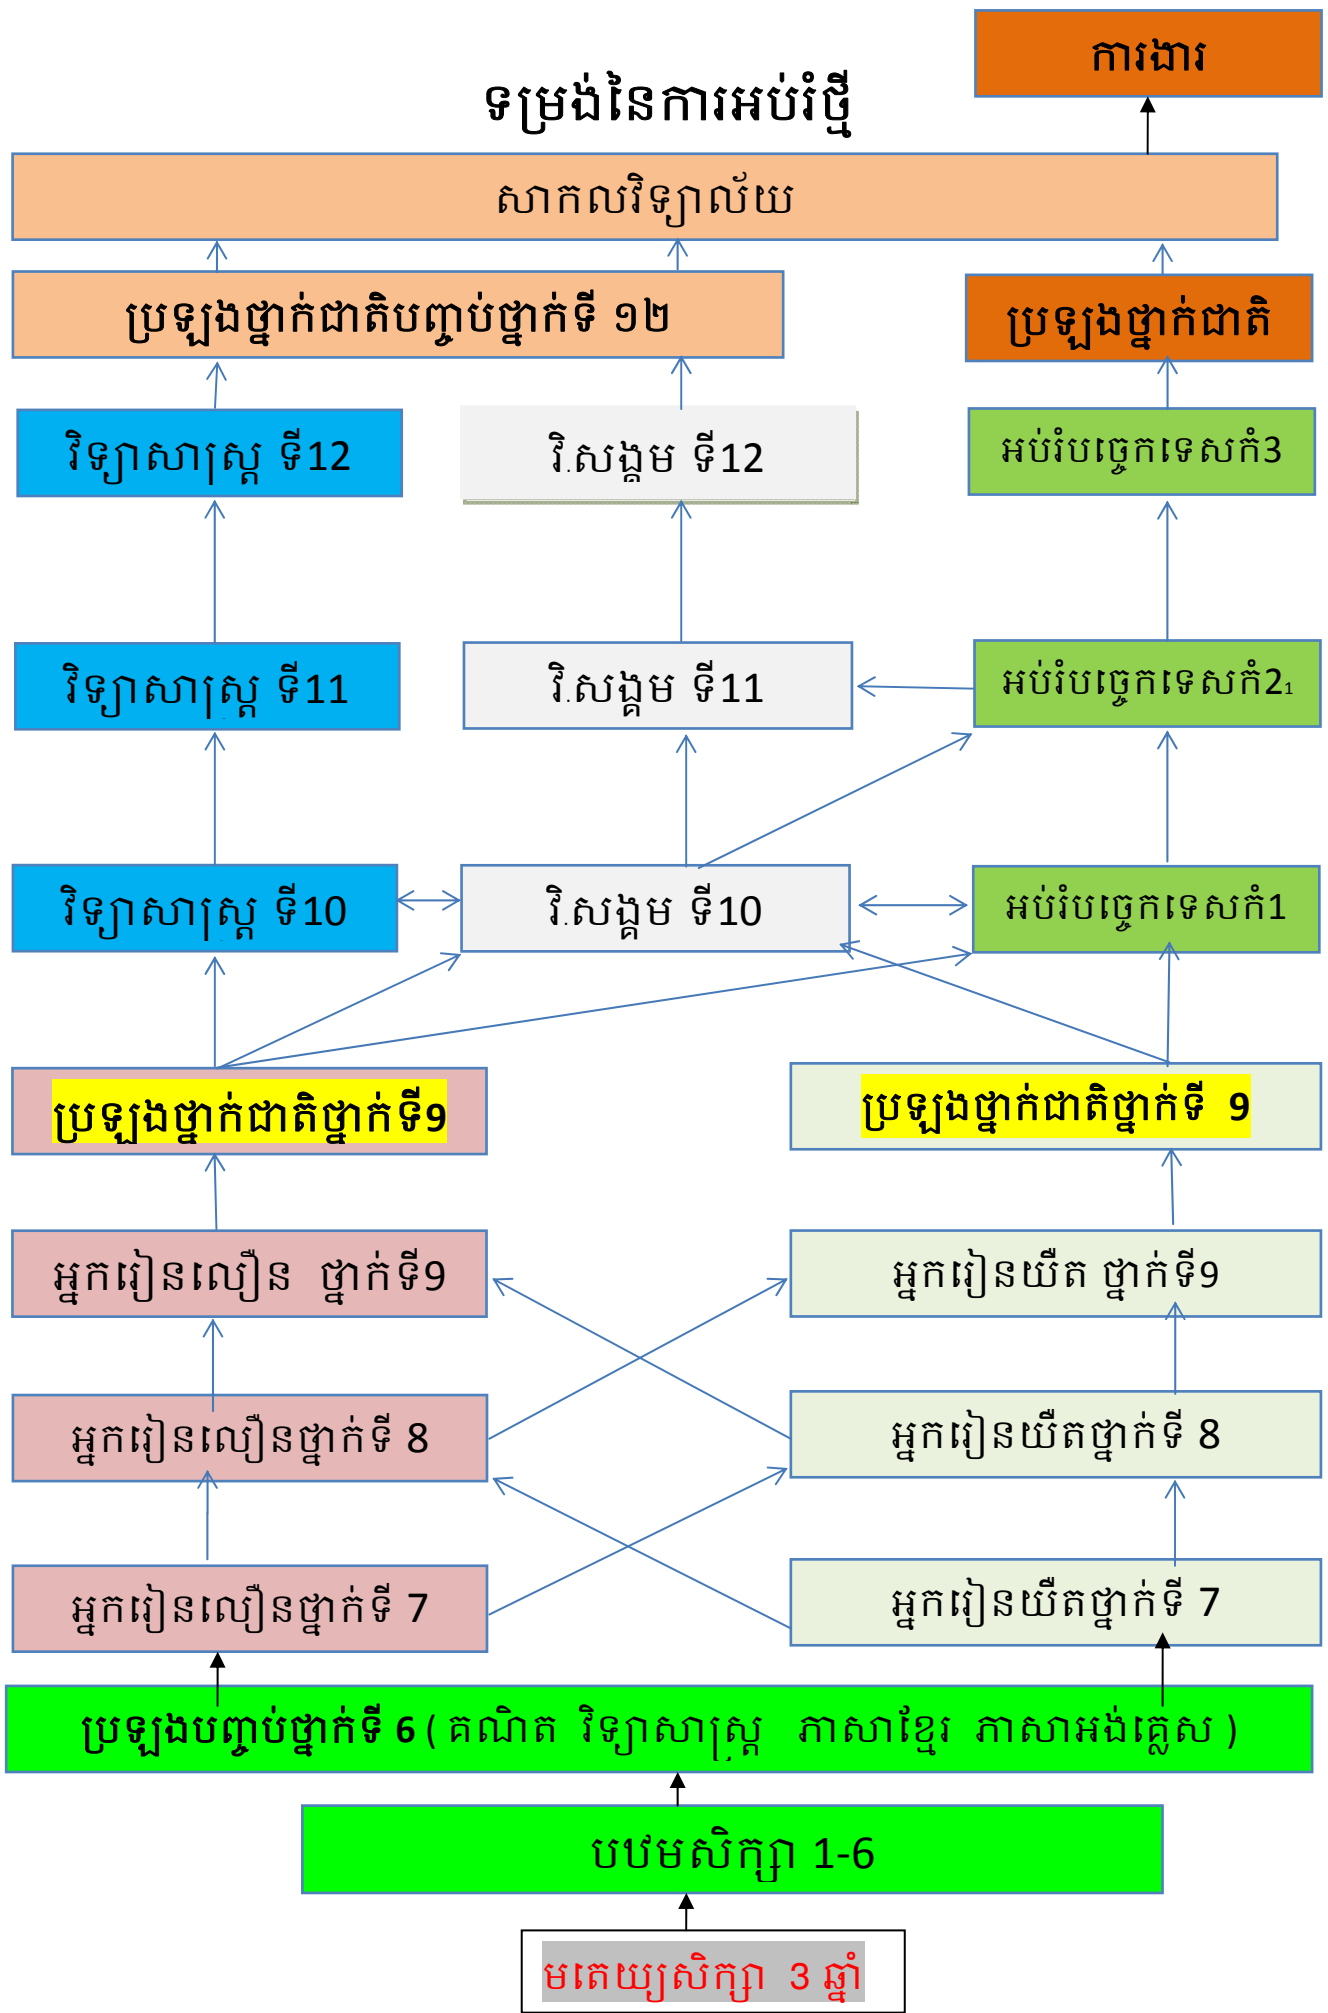 ការងារ
ទម្រង់នៃការអប់រំថ្មី
សាកលវិទ្យាល័យ
ប្រឡងថ្នាក់ជាតិបញ្ចប់ថ្នាក់ទី ១២
ប្រឡងថ្នាក់ជាតិ
វិទ្យាសាស្រ្ត ទី12
វិ.សង្គម ទី12
អប់រំបច្ចេកទេសកំ3
វិទ្យាសាស្រ្ត ទី11
វិ.សង្គម ទី11
អប់រំបច្ចេកទេសកំ2₁
វិទ្យាសាស្រ្ត ទី10
វិ.សង្គម ទី10
អប់រំបច្ចេកទេសកំ1
ប្រឡងថ្នាក់ជាតិថ្នាក់ទី9
ប្រឡងថ្នាក់ជាតិថ្នាក់ទី 9
អ្នករៀនលឿន ថ្នាក់ទី9
អ្នករៀនយឺត ថ្នាក់ទី9
អ្នករៀនលឿនថ្នាក់ទី 8
អ្នករៀនយឺតថ្នាក់ទី 8
អ្នករៀនលឿនថ្នាក់ទី 7
អ្នករៀនយឺតថ្នាក់ទី 7
ប្រឡងបញ្ចប់ថ្នាក់ទី 6 ( គណិត វិទ្យាសាស្រ្ត ភាសាខ្មែរ ភាសាអង់គ្លេស )
បឋមសិក្សា 1-6
មតេយ្យសិក្សា 3 ឆ្នាំ